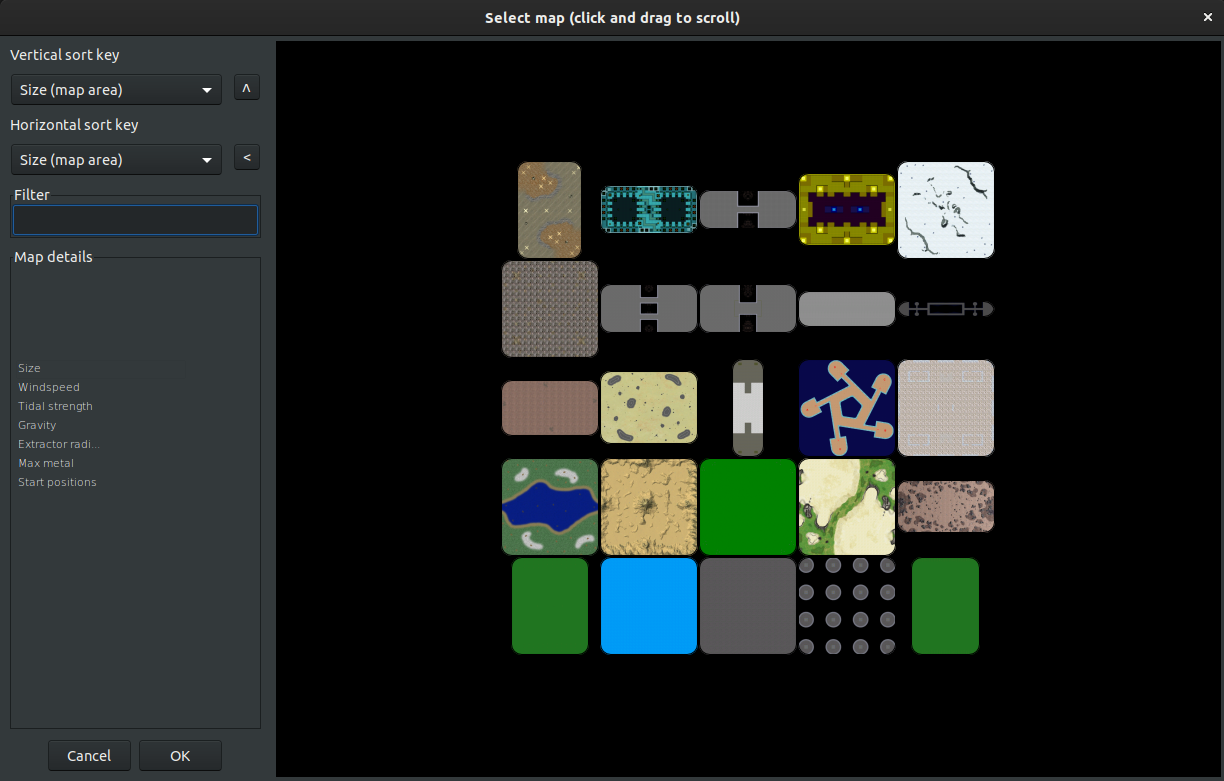 Select map (click and drag to scroll)
×
Vertical sort key
Size (map area)
Λ
Horizontal sort key
Size (map area)
<
Filter
Map details
Size
Windspeed
Tidal strength
Gravity
Extractor radi...
Max metal
Start positions
Cancel
OK